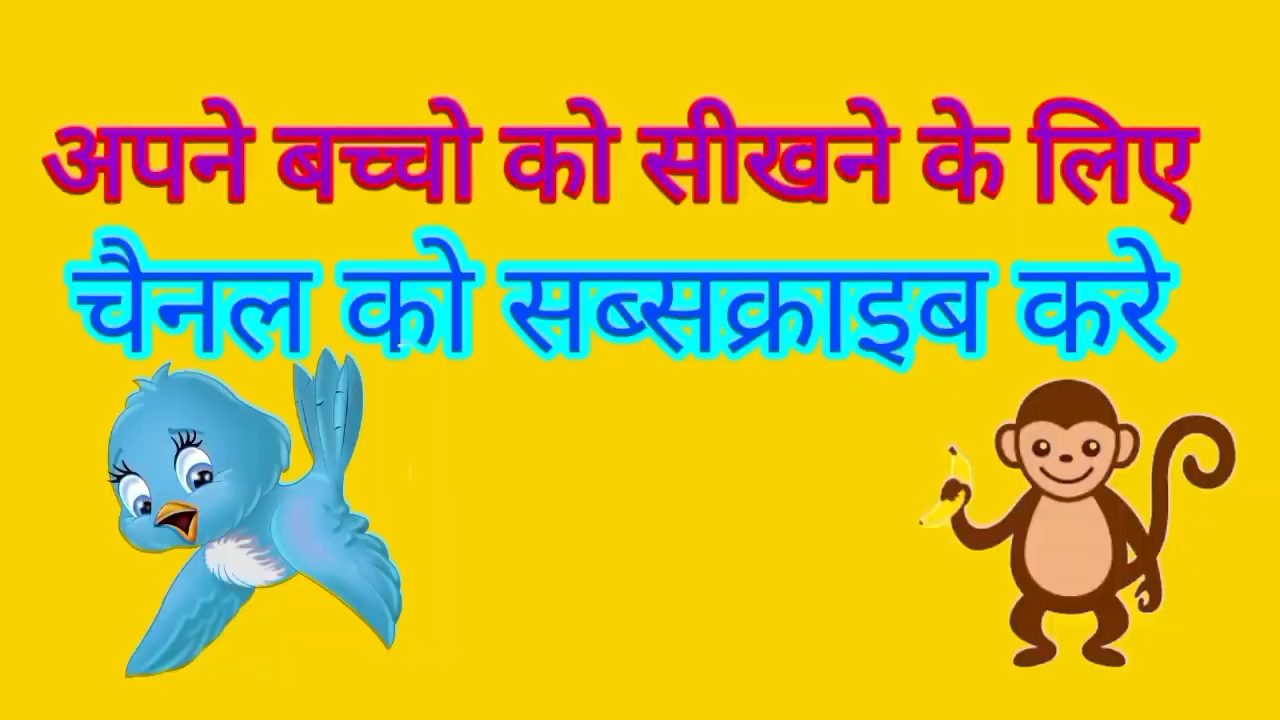 अपने बच्चो को सीखने के लिए
चैनल को सब्सक्राइब करे